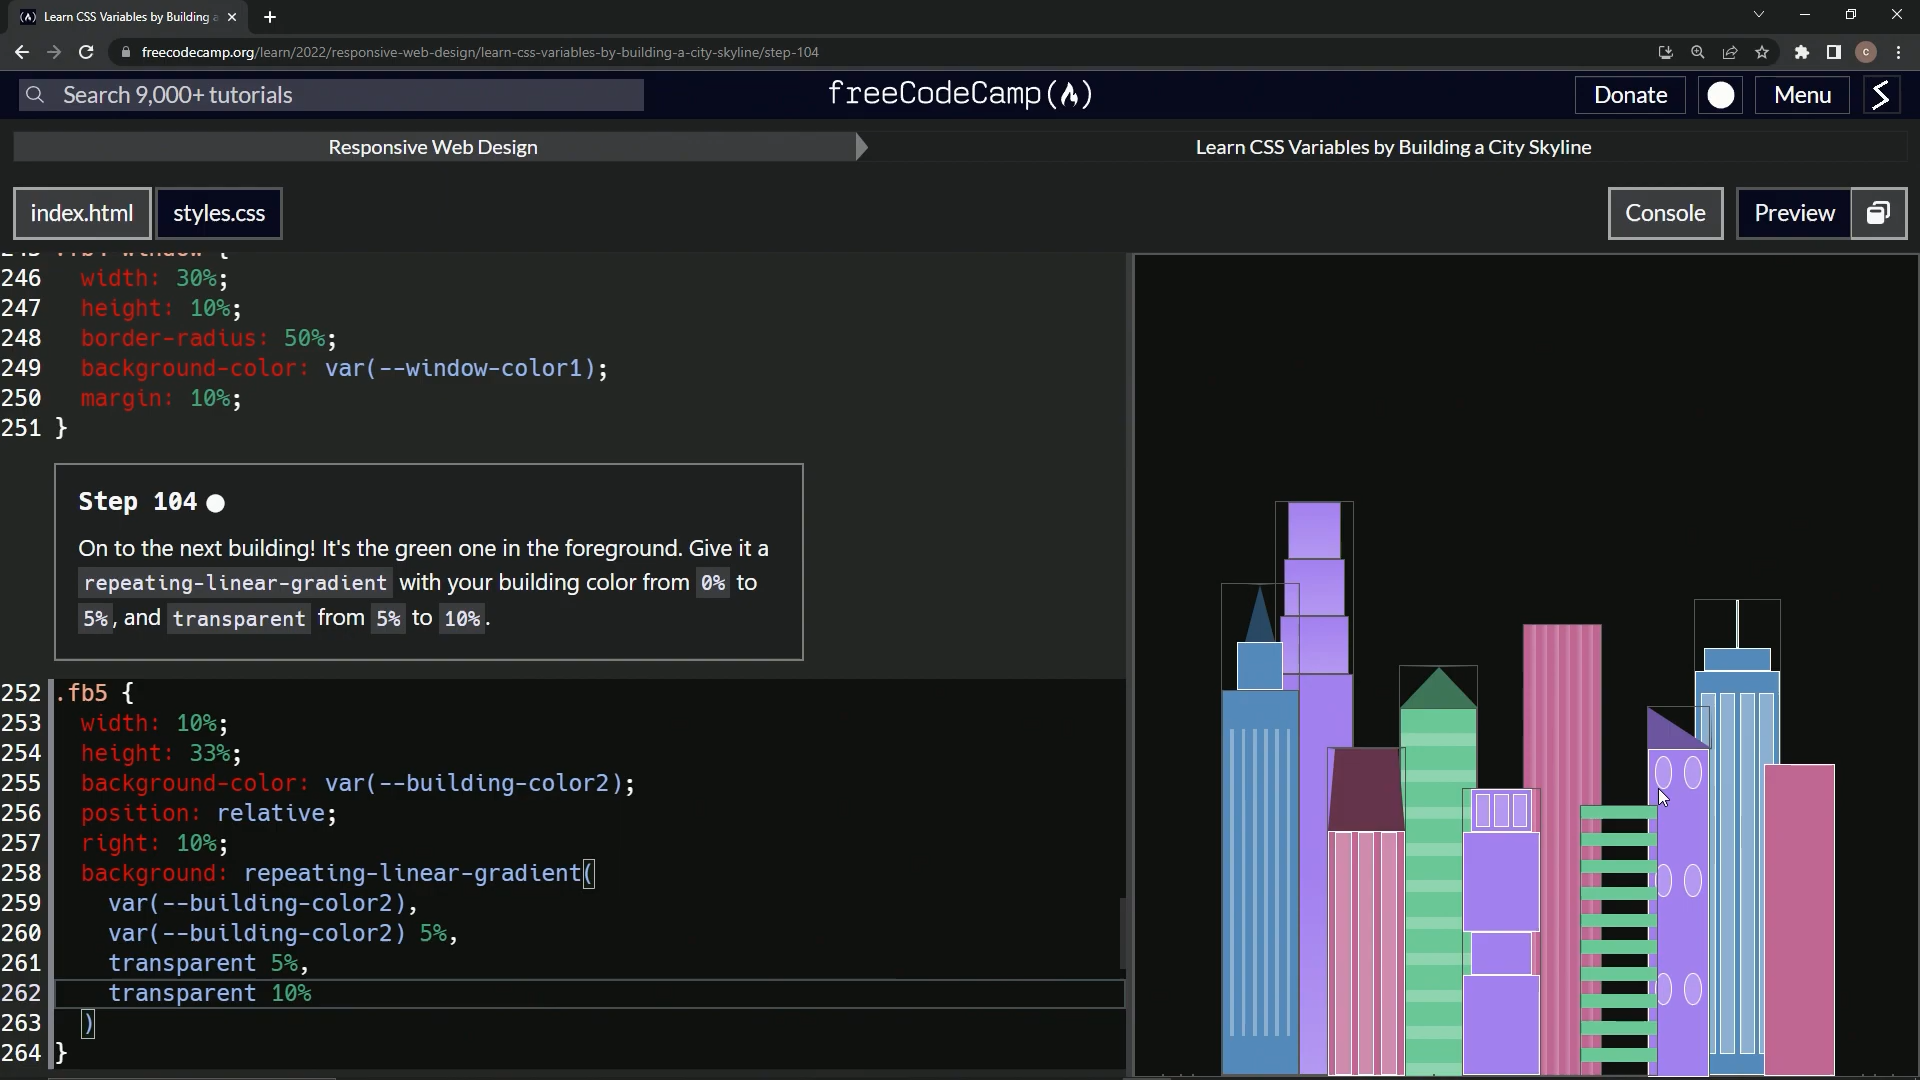 Learn CSS Variables by Building a
freecodecamp.org/learn/2022/responsive-web-design/learn-css-variables-by-building-a-city-skyline/step-104
C
Search 9,000+ tutorials
freeCodeCamp
Donate
Menu
Responsive Web Design
Learn CSS Variables by Building a City Skyline
index.html
styles.css
Console
Preview
246 width: 30%;
247 height: 10%;
248 border-radius: 50%;
249 background-color: var(--window-color1);
250 margin: 10%;
251 }
Step 104
On to the next building! It's the green one in the foreground. Give it a
repeating-linear-gradient with your building color from 0% to
5%, and transparent from 5% to 10%.
252 .fb5 {
253 width: 10%;
254 height: 33%;
255 background-color: var(--building-color2);
256 position: relative;
257 right: 10%;
258 background: repeating-linear-gradient(
259 var(--building-color2),
260 var(--building-color2) 5%,
261 transparent 5%,
262 transparent 10%
263 )
264 }